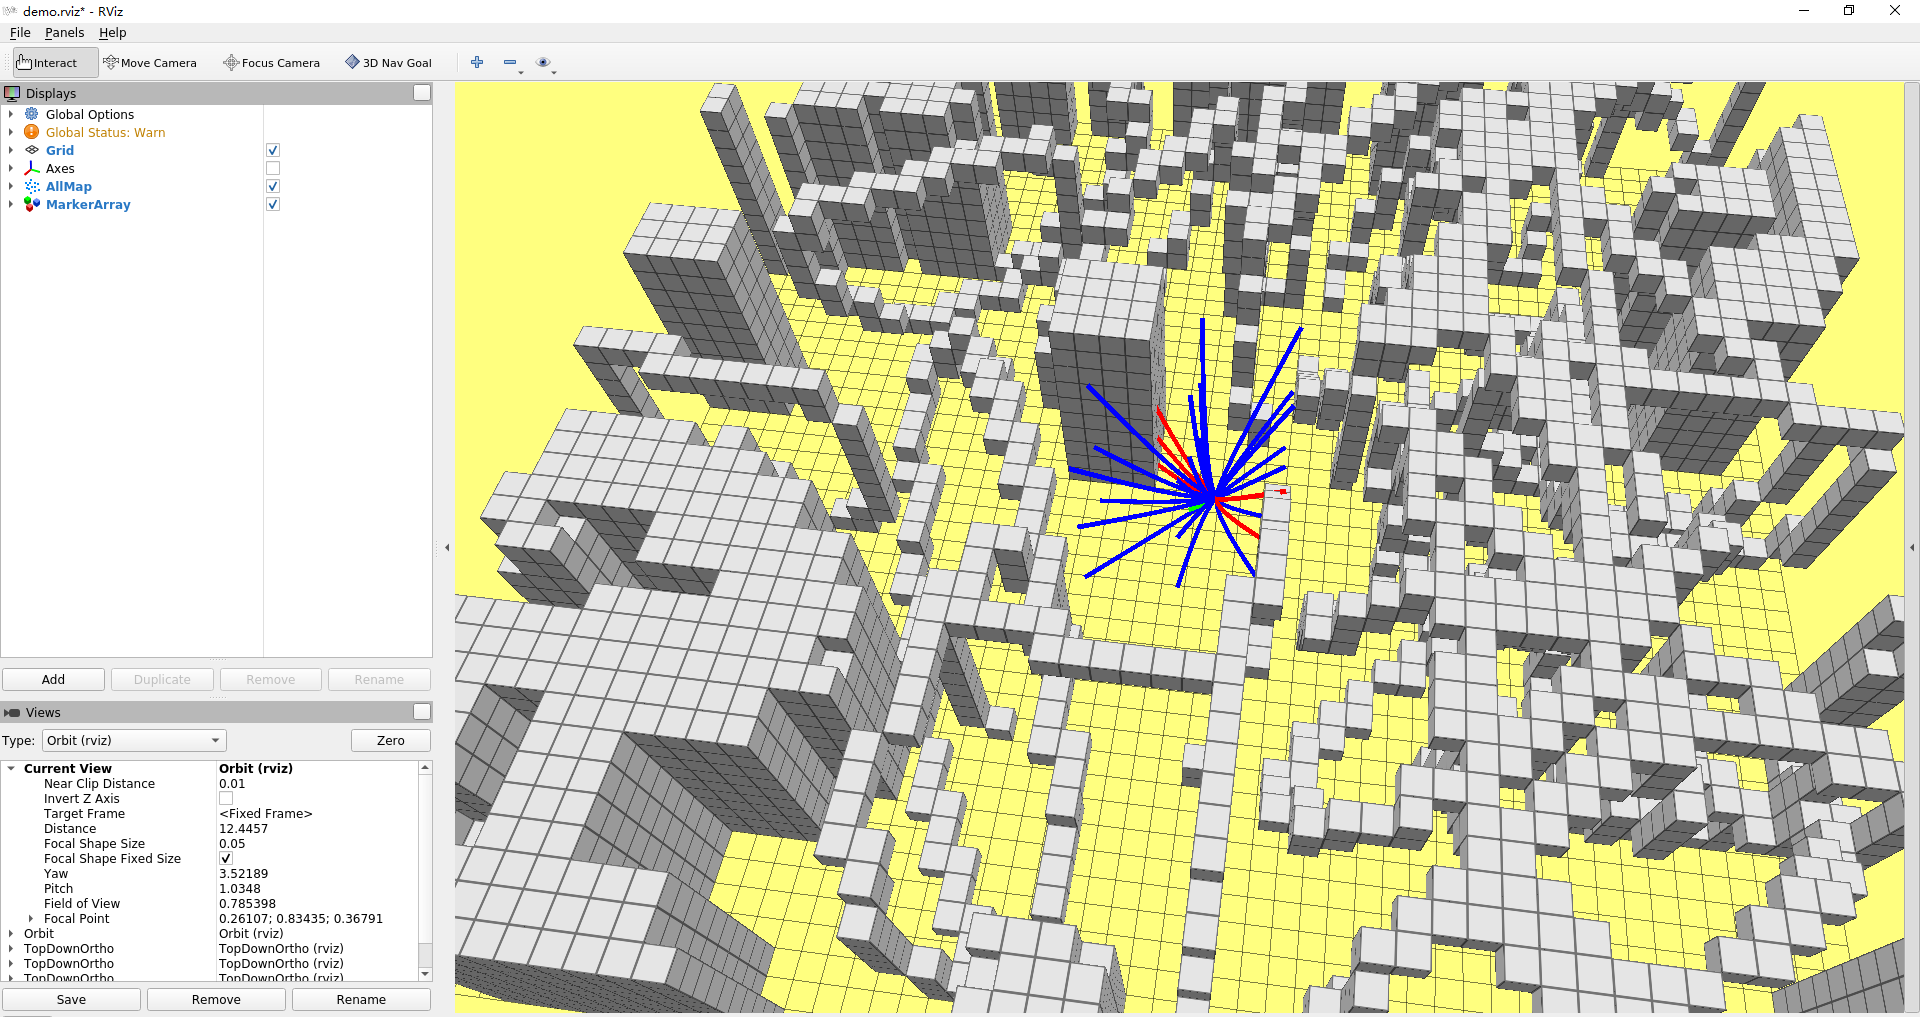 demo.rviz* - RViz
File Panels Help
Interact Move Camera Focus Camera 3D Nav Goal
Displays
Global Options
Global Status: Warn
Grid
Axes
AllMap
MarkerArray
Add Duplicate Remove Rename
Views
Type: Orbit (rviz) Zero
Current View Orbit (rviz)
Near Clip Distance 0.01
Invert Z Axis
Target Frame <Fixed Frame>
Distance 12.4457
Focal Shape Size 0.05
Focal Shape Fixed Size
Yaw 3.52189
Pitch 1.0348
Field of View 0.785398
Focal Point 0.26107; 0.83435; 0.36791
Orbit Orbit (rviz)
TopDownOrtho TopDownOrtho (rviz)
TopDownOrtho TopDownOrtho (rviz)
TopDownOrtho TopDownOrtho (rviz)
Save Remove Rename